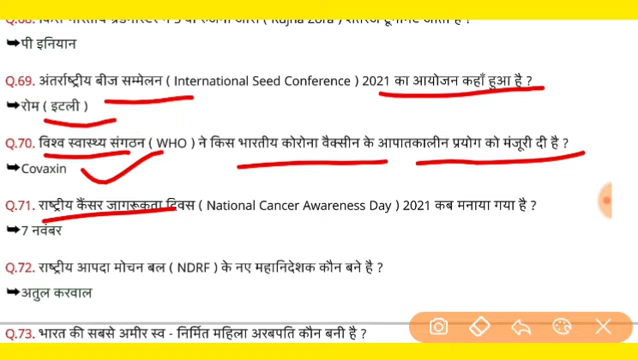 ➥पी इनियान
Q.69. अंतर्राष्ट्रीय बीज सम्मेलन ( International Seed Conference ) 2021 का आयोजन कहाँ हुआ है ?
➥रोम ( इटली )
Q.70. विश्व स्वास्थ्य संगठन ( WHO ) ने किस भारतीय कोरोना वैक्सीन के आपातकालीन प्रयोग को मंजूरी दी है ?
➥Covaxin
Q.71. राष्ट्रीय कैंसर जागरूकता दिवस ( National Cancer Awareness Day ) 2021 कब मनाया गया है ?
➥7 नवंबर
Q.72. राष्ट्रीय आपदा मोचन बल ( NDRF ) के नए महानिदेशक कौन बने है ?
➥अतुल करवाल
Q.73. भारत की सबसे अमीर स्व - निर्मित महिला अरबपति कौन बनी है ?